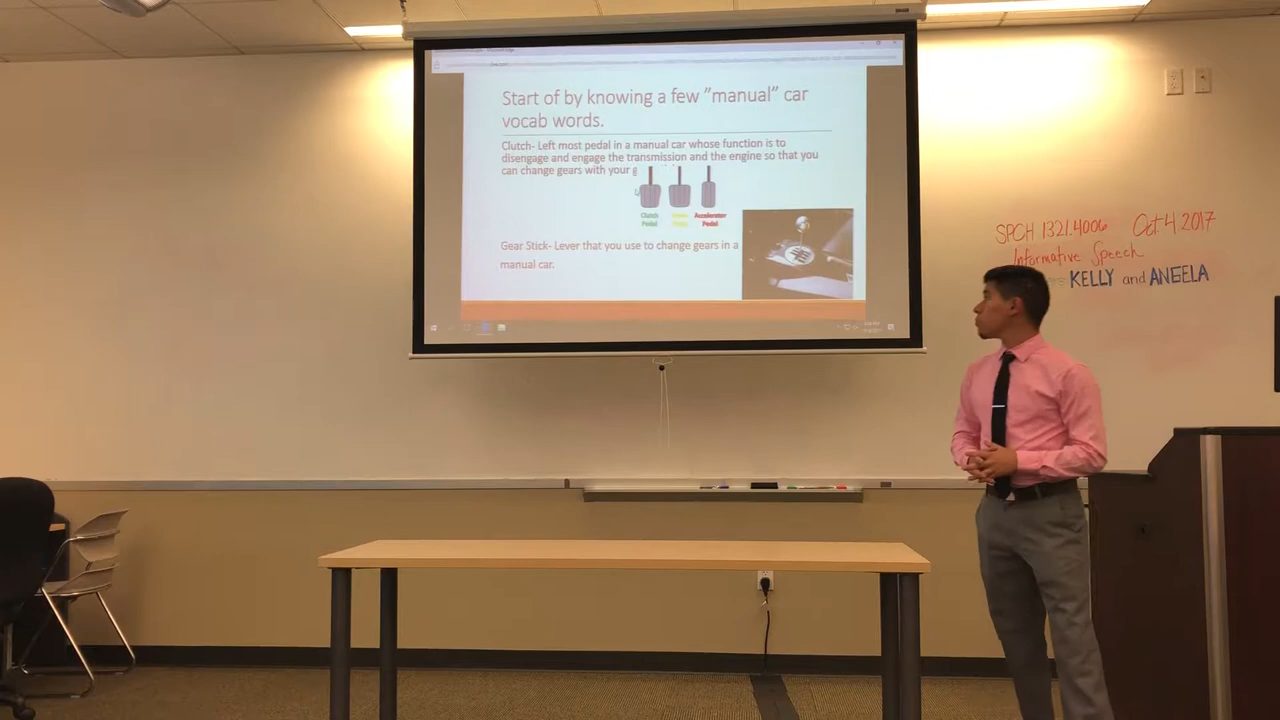 Start of by knowing a few "manual" car
vocab words.
Clutch- Left most pedal in a manual car whose function is to
disengage and engage the transmission and the engine so that you
can change gears with your g
Clutch Accelerator
Pedal Pedal
Gear Stick- Lever that you use to change gears in a
manual car.
SPCH 1321.4006 Oct 4 2017
Informative Speech
KELLY and ANGELA